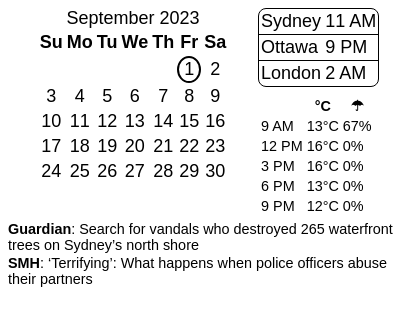 September 2023
Su Mo Tu We Th Fr Sa
1 2
3 4 5 6 7 8 9
10 11 12 13 14 15 16
17 18 19 20 21 22 23
24 25 26 27 28 29 30
Sydney 11 AM
Ottawa 9 PM
London 2 AM
°C ☂
9 AM 13°C 67%
12 PM 16°C 0%
3 PM 16°C 0%
6 PM 13°C 0%
9 PM 12°C 0%
Guardian: Search for vandals who destroyed 265 waterfront
trees on Sydney’s north shore
SMH: ‘Terrifying’: What happens when police officers abuse
their partners